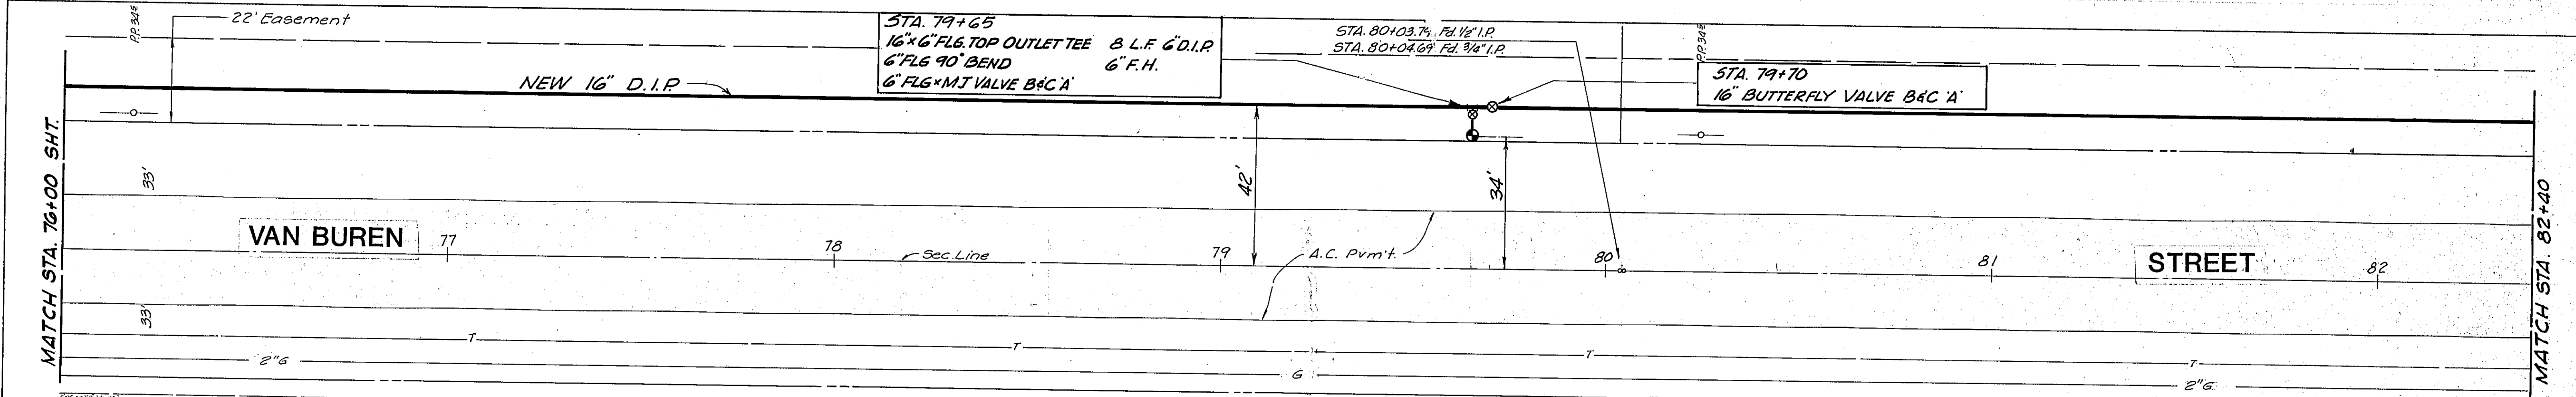 P.P. 34⁵
22' Easement
STA. 79+65
16"x6" FLG. TOP OUTLET TEE 8 L.F. 6" D.I.P.
6" FLG 90° BEND 6" F.H.
6" FLG x MJ VALVE B&C 'A'
STA. 80+03.79 Fd. 1/2" I.P.
STA. 80+04.69 Fd. 3/4" I.P.
P.P. 34⁵
STA. 79+70
16" BUTTERFLY VALVE B&C 'A'
NEW 16" D.I.P.
MATCH STA. 76+00 SHT.
33'
42'
34'
VAN BUREN
77
78
Sec. Line
79
A.C. Pvm't.
80
81
STREET
82
MATCH STA. 82+40
33'
T
T
T
T
2"G
G
2"G